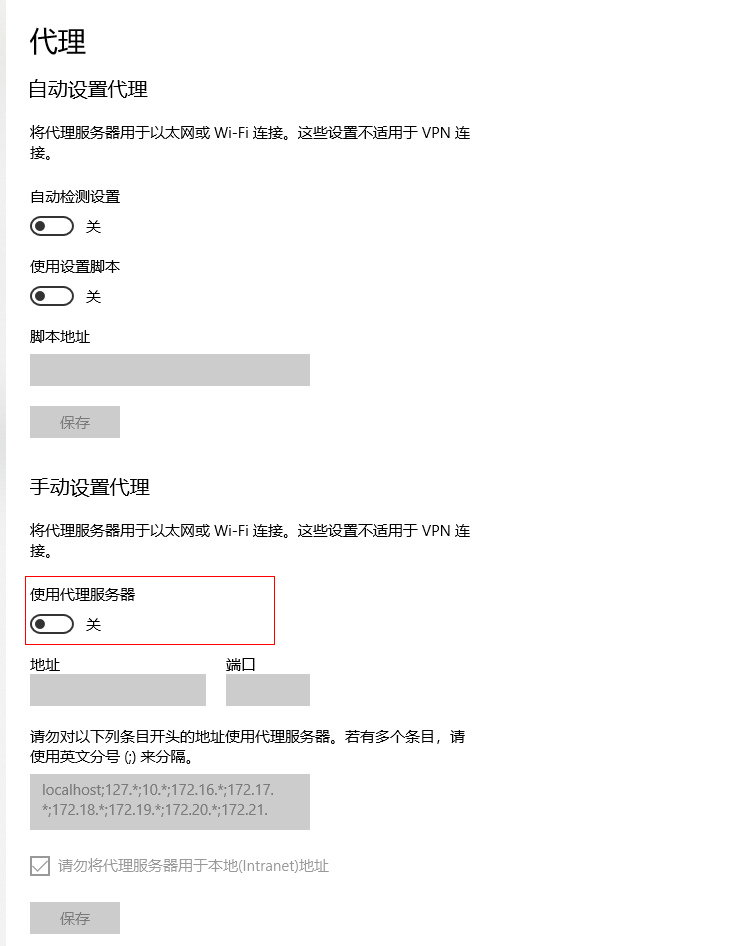 代理
自动设置代理
将代理服务器用于以太网或 Wi-Fi 连接。这些设置不适用于 VPN 连
接。
自动检测设置
关
使用设置脚本
关
脚本地址
保存
手动设置代理
将代理服务器用于以太网或 Wi-Fi 连接。这些设置不适用于 VPN 连
接。
使用代理服务器
关
地址 端口
请勿对以下列条目开头的地址使用代理服务器。若有多个条目，请
使用英文分号 (;) 来分隔。
localhost;127.*;10.*;172.16.*;172.17.
*;172.18.*;172.19.*;172.20.*;172.21.
请勿将代理服务器用于本地(Intranet)地址
保存